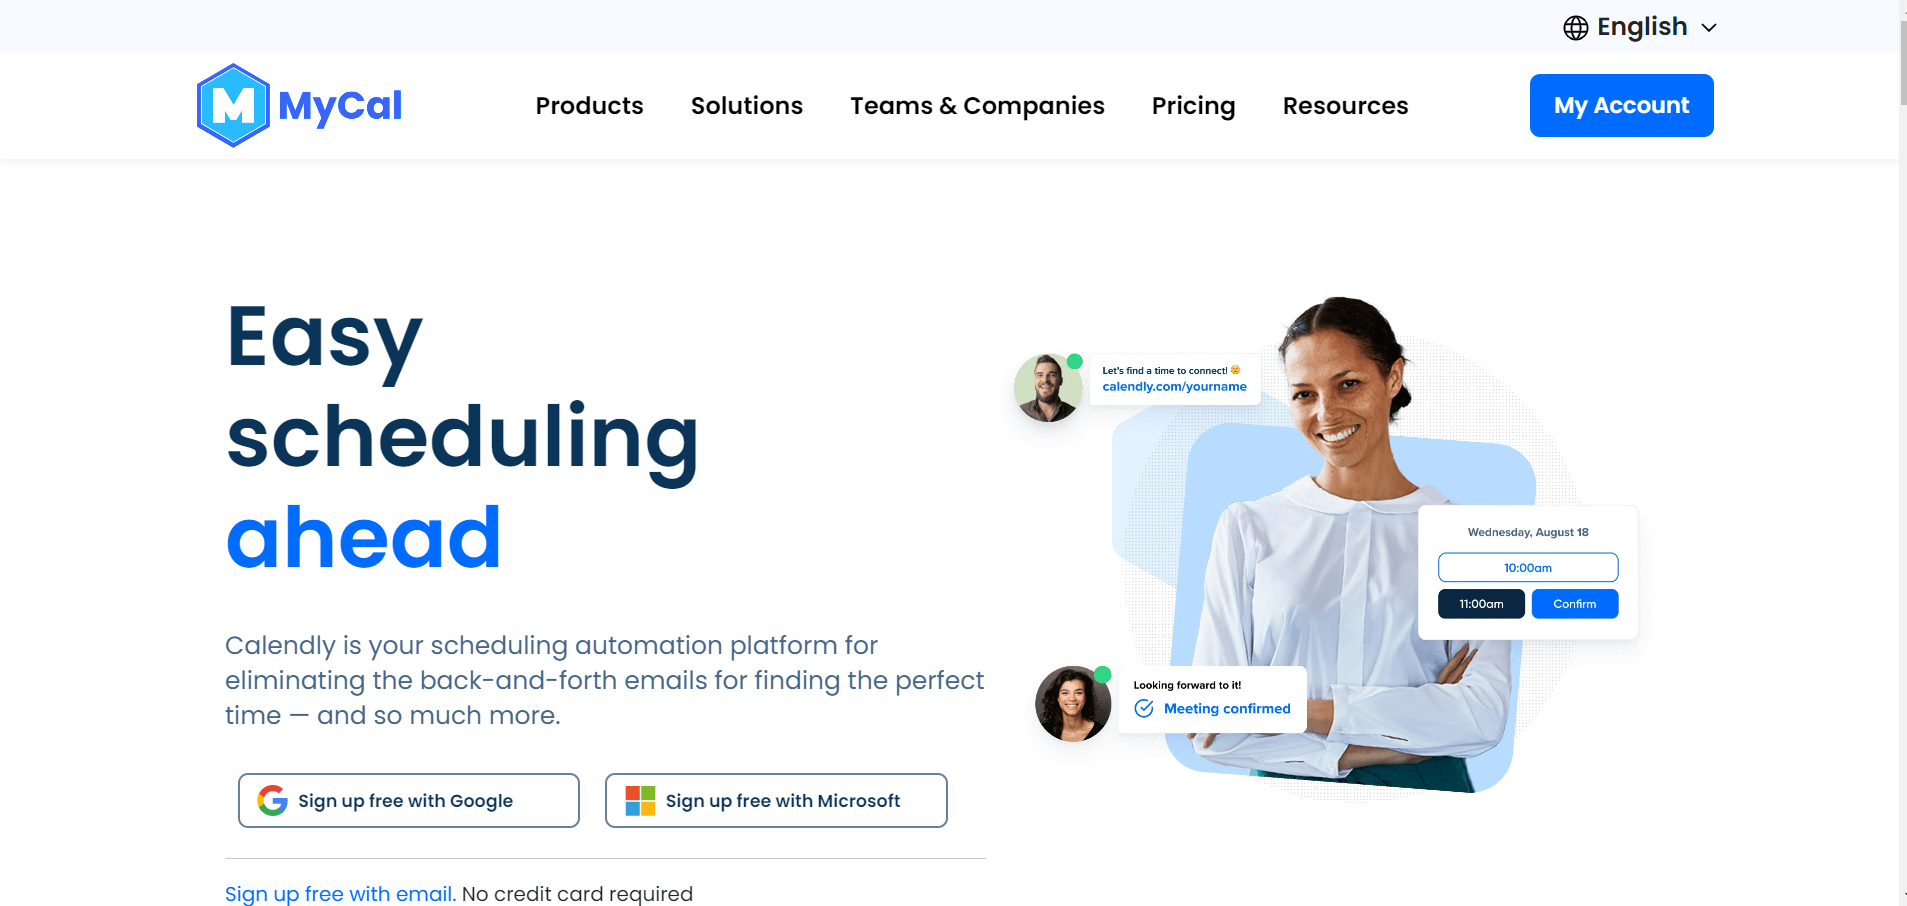 English
MyCal
Products
Solutions
Teams & Companies
Pricing
Resources
My Account
Easy
scheduling
ahead
Calendly is your scheduling automation platform for
eliminating the back-and-forth emails for finding the perfect
time — and so much more.
Sign up free with Google
Sign up free with Microsoft
Sign up free with email. No credit card required
Let's find a time to connect! 🙂
calendly.com/yourname
Wednesday, August 18
10:00am
11:00am
Confirm
Looking forward to it!
Meeting confirmed